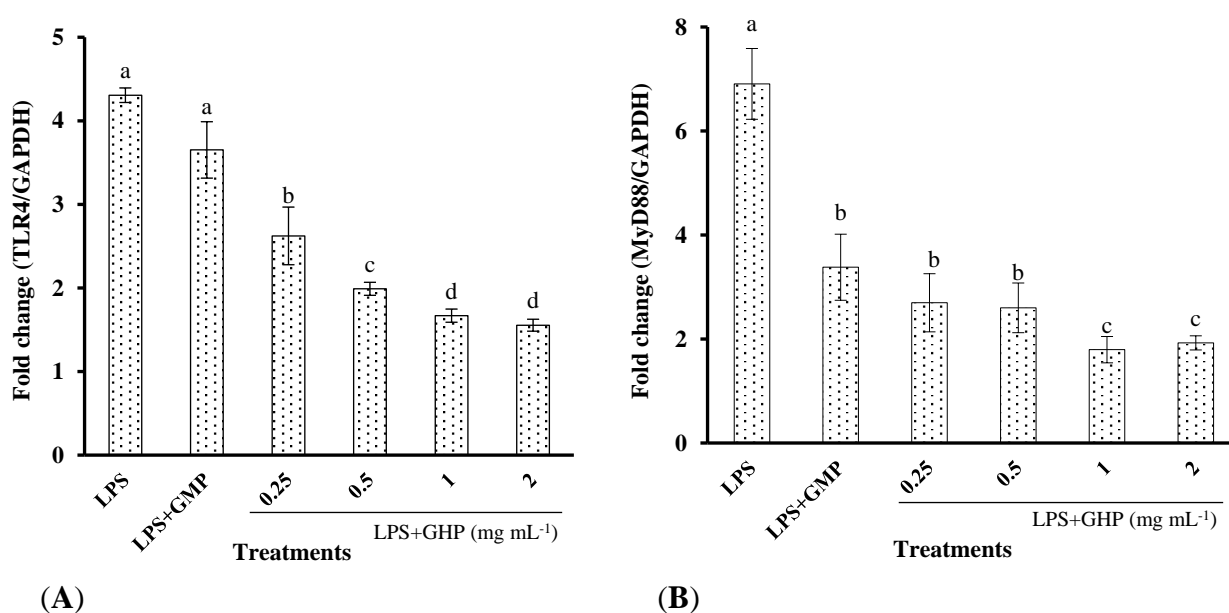 5
4
3
2
1
0
Fold change (TLR4/GAPDH)
a
a
b
c
d
d
LPS
LPS+GMP
0.25
0.5
1
2
LPS+GHP (mg mL⁻¹)
Treatments
(A)
8
6
4
2
0
Fold change (MyD88/GAPDH)
a
b
b
b
c
c
LPS
LPS+GMP
0.25
0.5
1
2
LPS+GHP (mg mL⁻¹)
Treatments
(B)